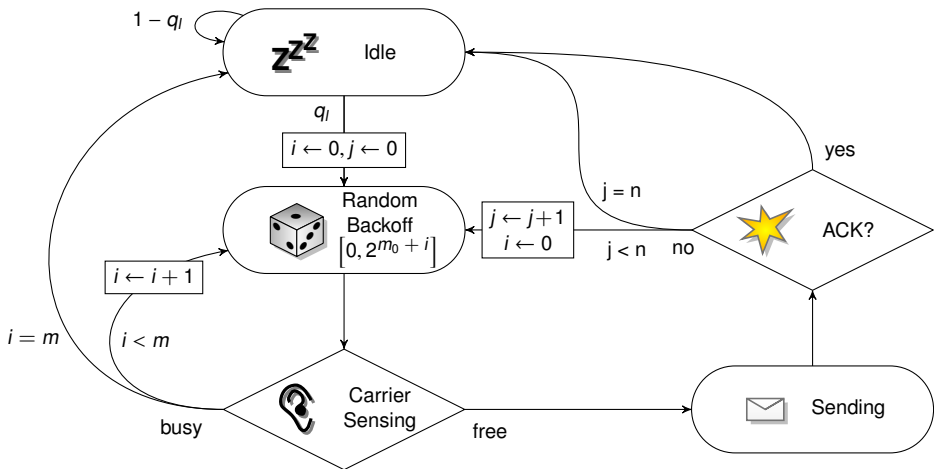 1 − q_l
zzz
Idle
q_l
i ← 0, j ← 0
yes
Random
Backoff
[0, 2^{m_0 + i}]
j ← j+1
i ← 0
j = n
j < n
no
ACK?
i ← i + 1
i = m
i < m
Carrier
Sensing
busy
free
Sending